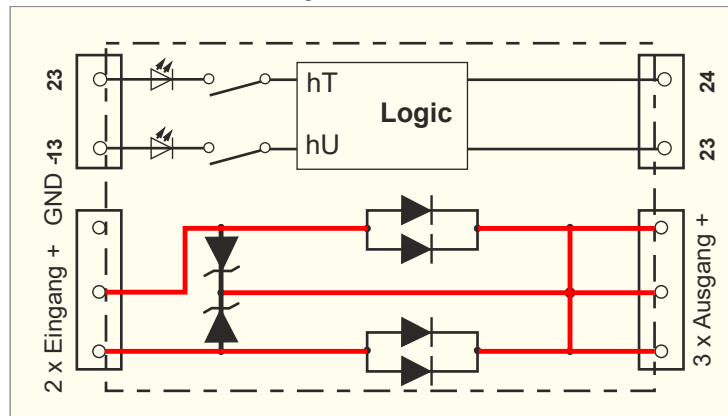 23
-13
GND
2 x Eingang +
hT
hU
Logic
24
23
3 x Ausgang +